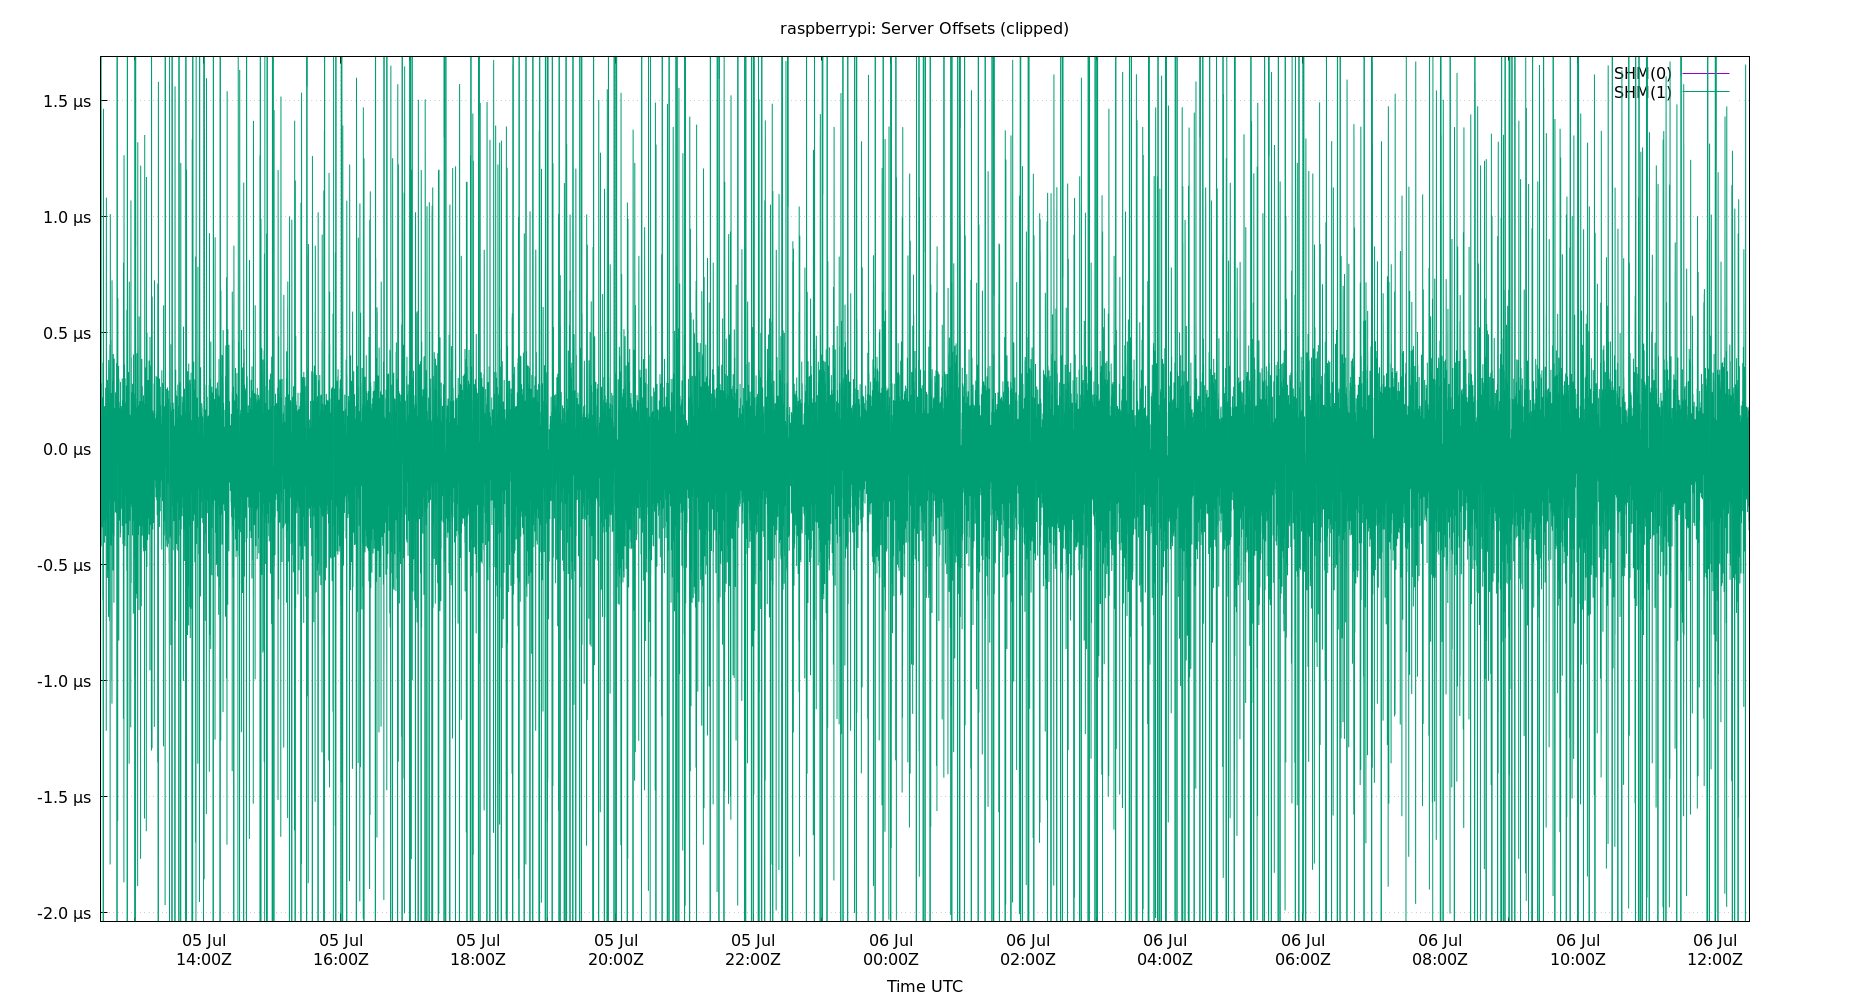 raspberrypi: Server Offsets (clipped)
SHM(0)
SHM(1)
1.5 µs
1.0 µs
0.5 µs
0.0 µs
-0.5 µs
-1.0 µs
-1.5 µs
-2.0 µs
05 Jul 05 Jul 05 Jul 05 Jul 05 Jul 06 Jul 06 Jul 06 Jul 06 Jul 06 Jul 06 Jul 06 Jul
14:00Z 16:00Z 18:00Z 20:00Z 22:00Z 00:00Z 02:00Z 04:00Z 06:00Z 08:00Z 10:00Z 12:00Z
Time UTC